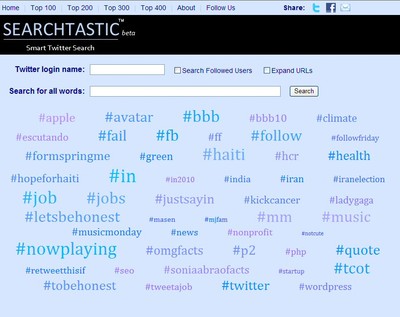 Home Top 100 Top 200 Top 300 Top 400 About Follow Us Share:
SEARCHTASTIC™ beta
Smart Twitter Search
Twitter login name: Search Followed Users Expand URLs
Search for all words: Search
#apple #avatar #bbb #bbb10 #climate
#escutando #fail #fb #ff #follow #followfriday
#formspringme #green #haiti #hcr #health
#hopeforhaiti #in #in2010 #india #iran #iranelection
#job #jobs #justsayin #kickcancer #ladygaga
#letsbehonest #masen #mjfam #mm #music
#musicmonday #news #nonprofit
#nowplaying #omgfacts #p2 #php #quote
#retweetthisif #seo #soniaabraofacts #startup #tcot
#tobehonest #tweetajob #twitter #wordpress